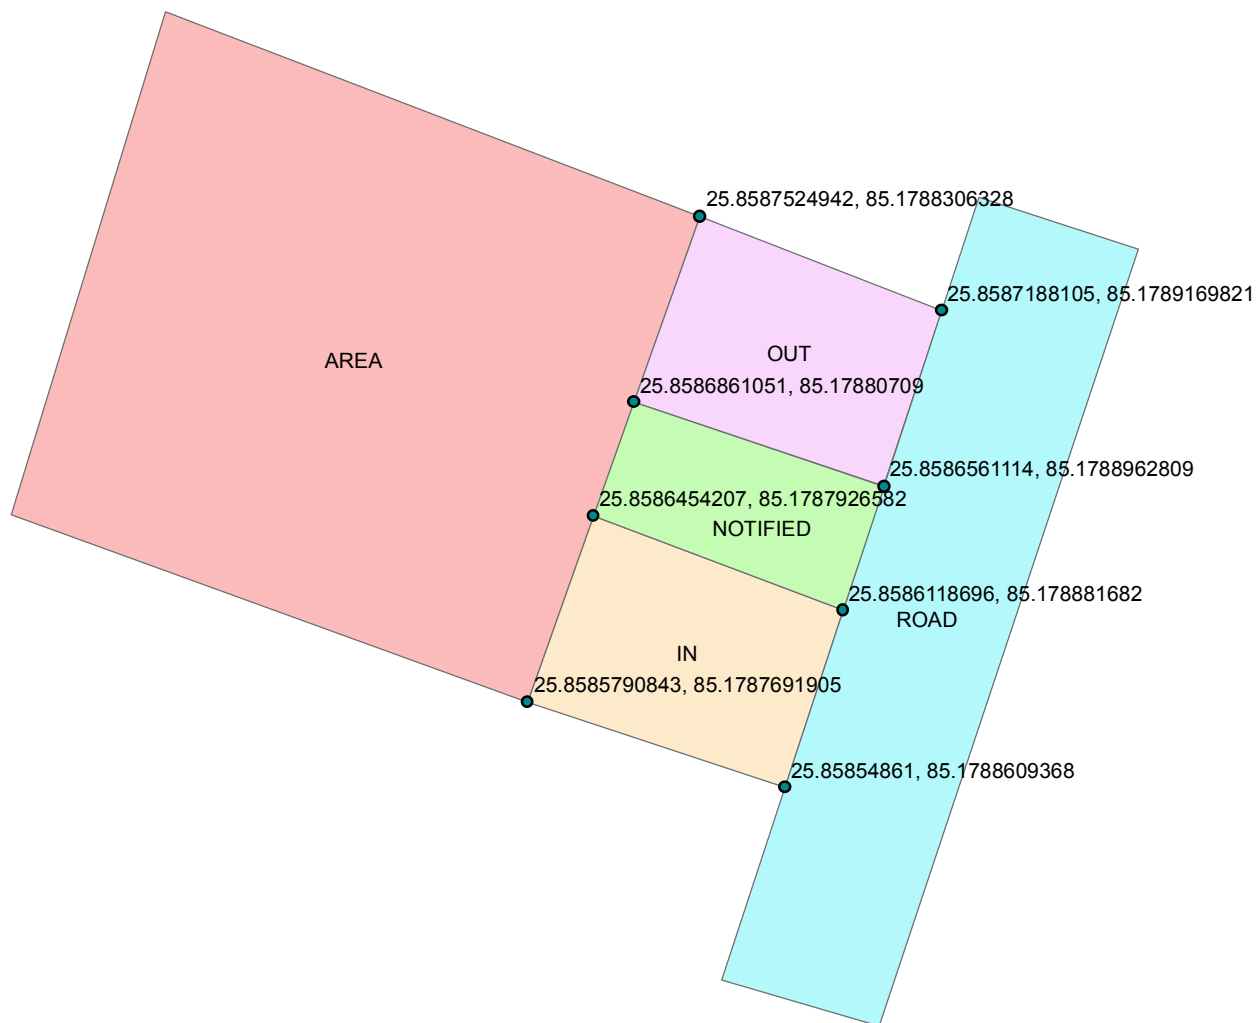 25.8587524942, 85.1788306328
25.8587188105, 85.1789169821
OUT
AREA
25.8586861051, 85.17880709
25.8586561114, 85.1788962809
25.8586454207, 85.1787926582
NOTIFIED
25.8586118696, 85.178881682
ROAD
IN
25.8585790843, 85.1787691905
25.85854861, 85.1788609368